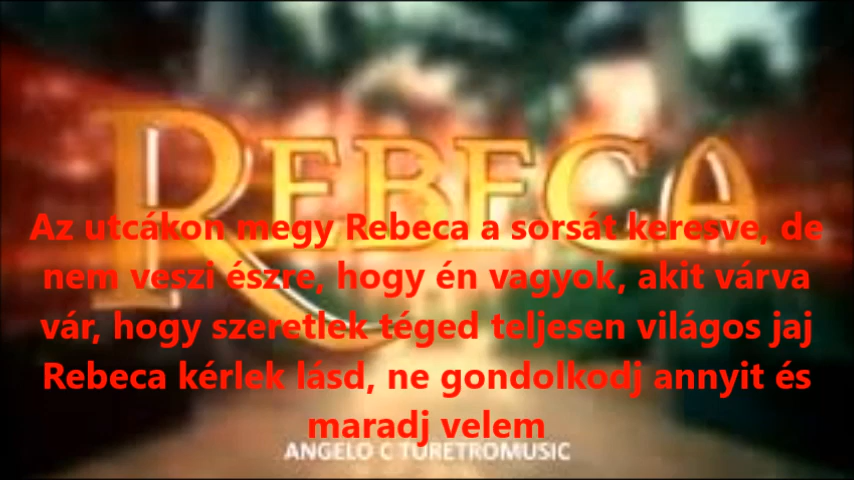 REBECA
Az utcákon megy Rebeca a sorsát keresve, de
nem veszi észre, hogy én vagyok, akit várva
vár, hogy szeretlek téged teljesen világos jaj
Rebeca kérlek lásd, ne gondolkodj annyit és
maradj velem
ANGELO C TURETROMUSIC